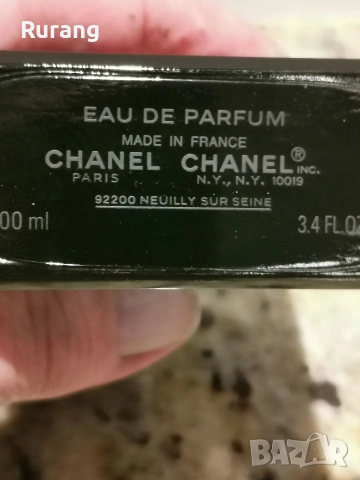 Rurang
EAU DE PARFUM
MADE IN FRANCE
CHANEL CHANEL® INC.
PARIS N.Y., N.Y. 10019
92200 NEUILLY SUR SEINE
00 ml 3.4 FL.OZ
BAZAR